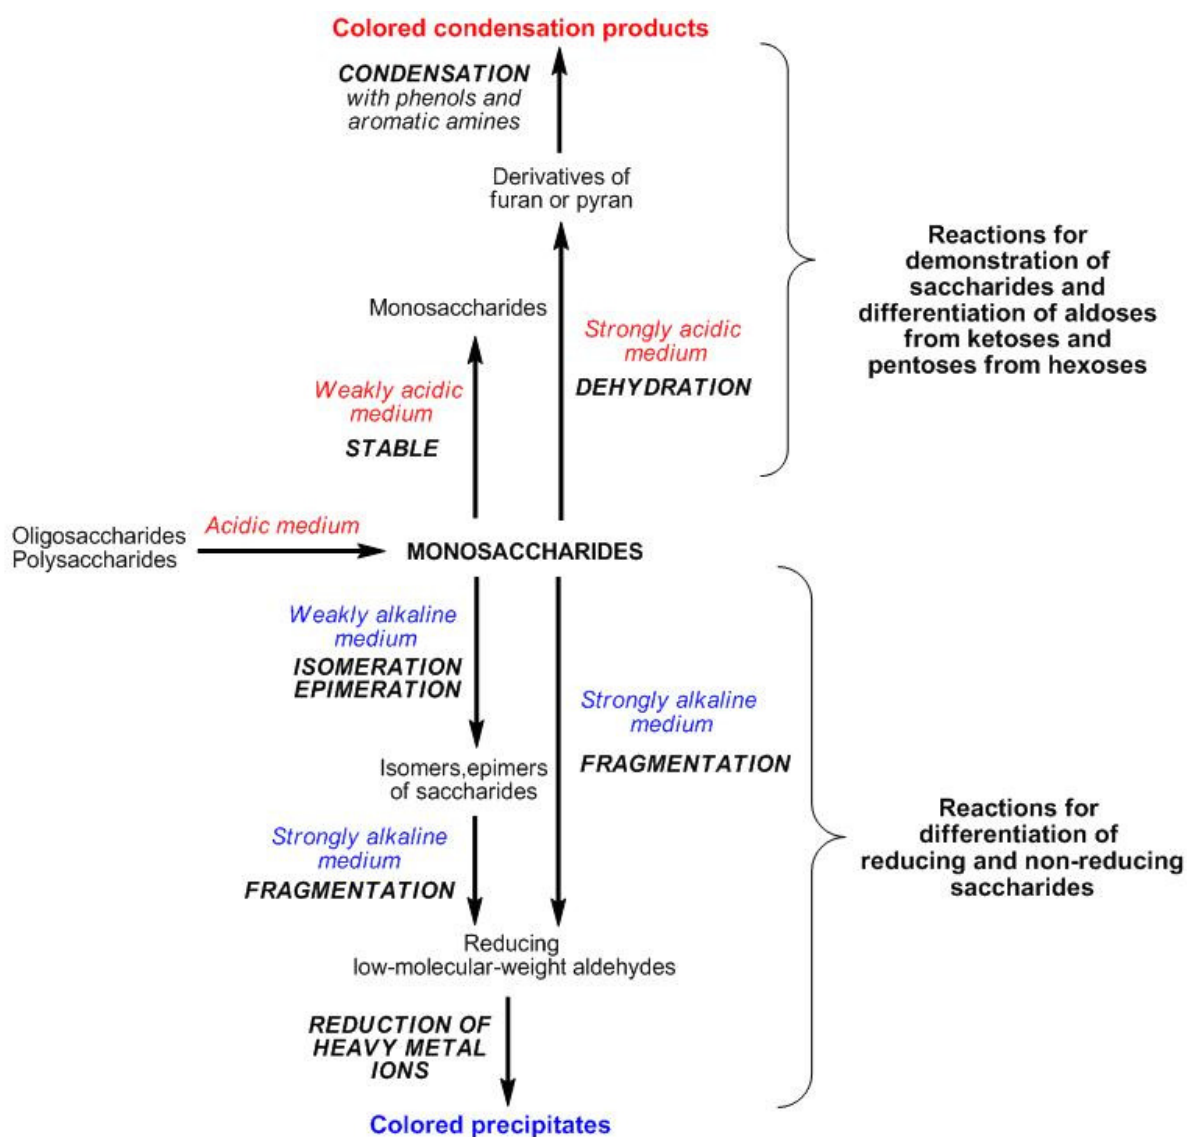 Colored condensation products
CONDENSATION
with phenols and
aromatic amines
Derivatives of
furan or pyran
Reactions for
demonstration of
saccharides and
differentiation of aldoses
from ketoses and
pentoses from hexoses
Monosaccharides
Strongly acidic
medium
DEHYDRATION
Weakly acidic
medium
STABLE
Oligosaccharides
Polysaccharides
Acidic medium
MONOSACCHARIDES
Weakly alkaline
medium
ISOMERATION
EPIMERATION
Strongly alkaline
medium
FRAGMENTATION
Isomers,epimers
of saccharides
Strongly alkaline
medium
FRAGMENTATION
Reactions for
differentiation of
reducing and non-reducing
saccharides
Reducing
low-molecular-weight aldehydes
REDUCTION OF
HEAVY METAL
IONS
Colored precipitates